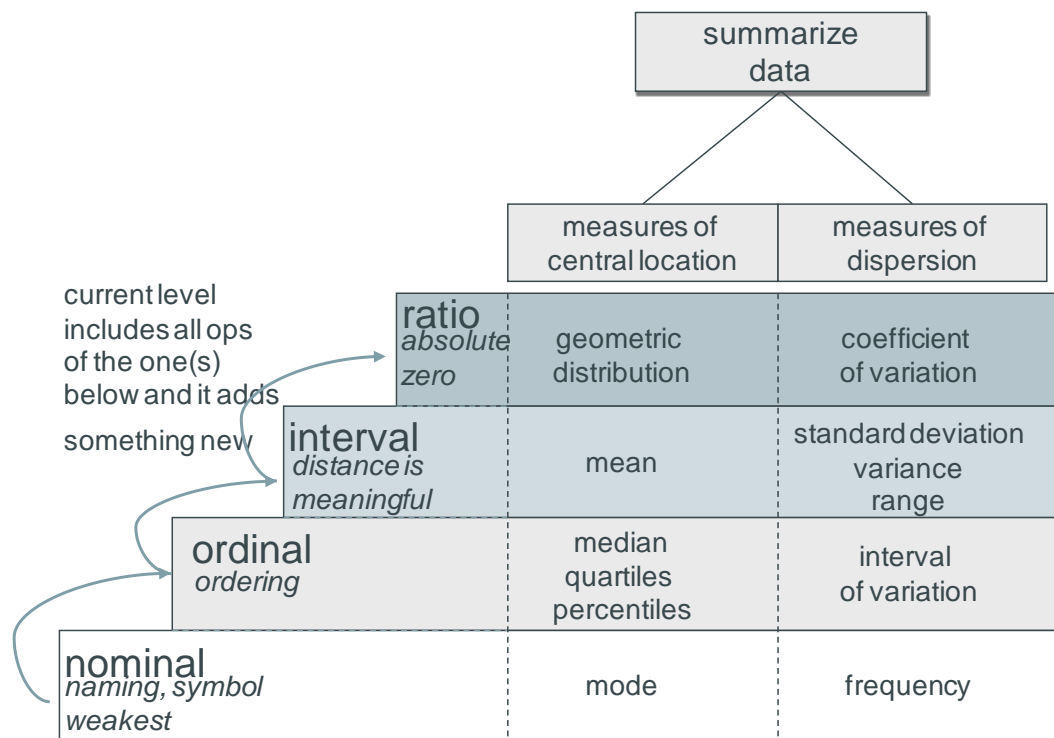 summarize
data
measures of
central location
measures of
dispersion
current level
includes all ops
of the one(s)
below and it adds
something new
ratio
absolute
zero
geometric
distribution
coefficient
of variation
interval
distance is
meaningful
mean
standard deviation
variance
range
ordinal
ordering
median
quartiles
percentiles
interval
of variation
nominal
naming, symbol
weakest
mode
frequency